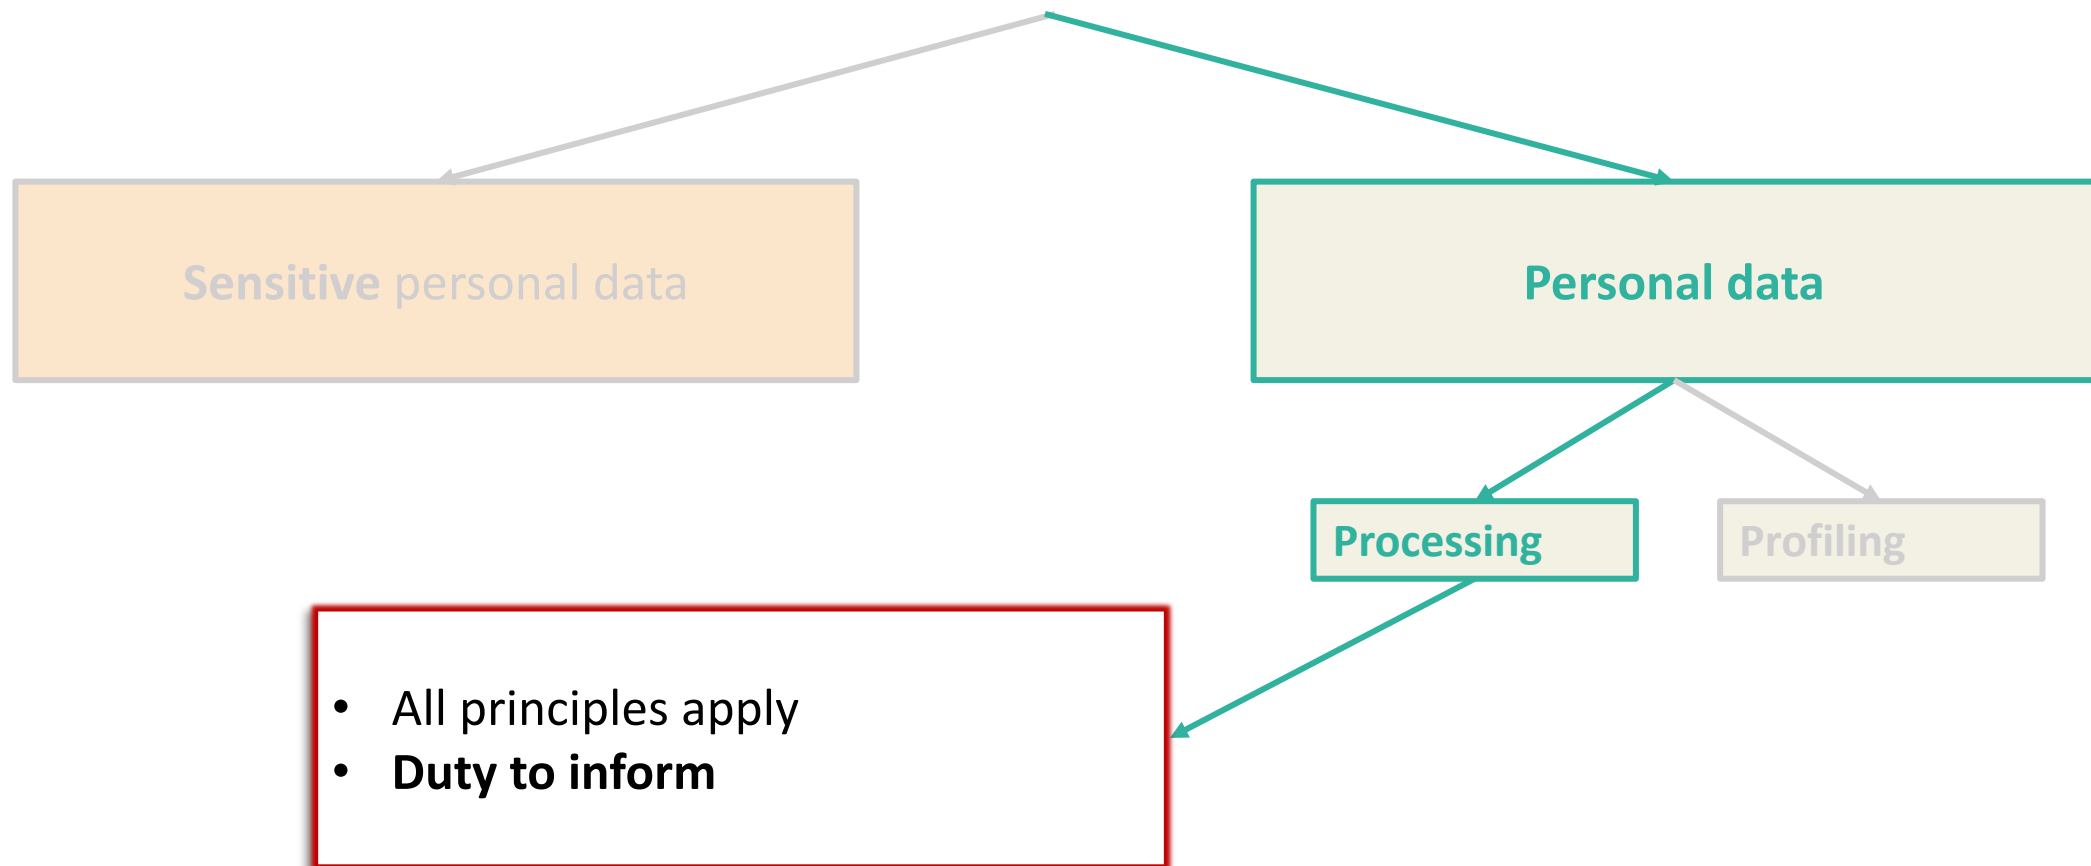 Sensitive personal data
Personal data
Processing
Profiling
• All principles apply
• Duty to inform